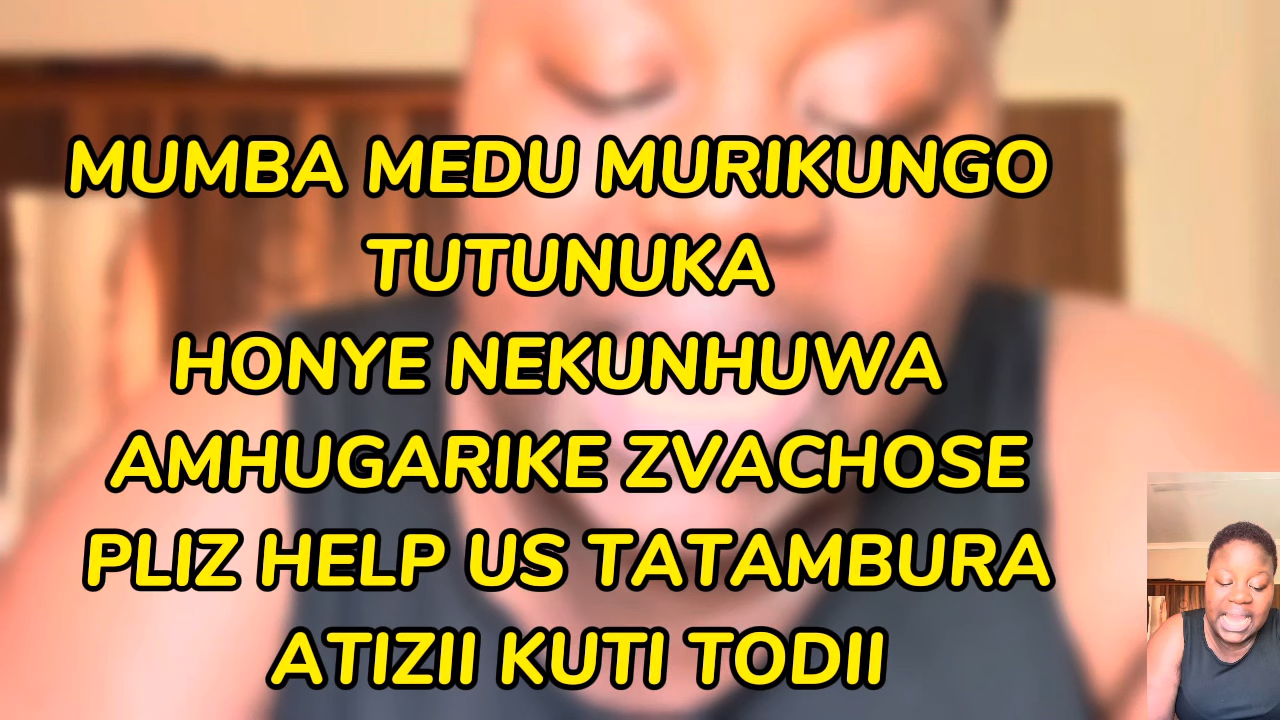 MUMBA MEDU MURIKUNGO
TUTUNUKA
HONYE NEKUNHUWA
AMHUGARIKE ZVACHOSE
PLIZ HELP US TATAMBURA
ATIZII KUTI TODII